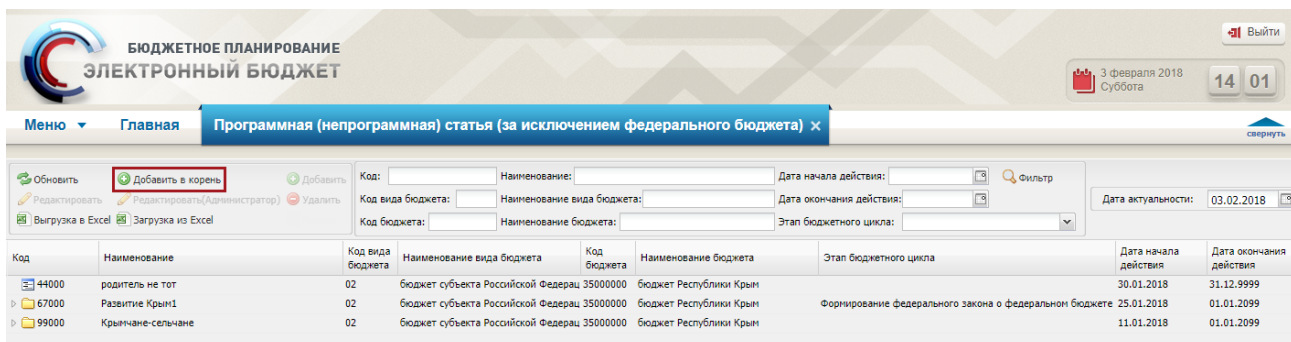 БЮДЖЕТНОЕ ПЛАНИРОВАНИЕ
ЭЛЕКТРОННЫЙ БЮДЖЕТ
Выйти
3 февраля 2018
Суббота
14 01
Меню Главная Программная (непрограммная) статья (за исключением федерального бюджета) ×
свернуть
Обновить Добавить в корень Добавить Код: Наименование: Дата начала действия: Фильтр
Редактировать Редактировать(Администратор) Удалить Код вида бюджета: Наименование вида бюджета: Дата окончания действия: Дата актуальности: 03.02.2018
Выгрузка в Excel Загрузка из Excel Код бюджета: Наименование бюджета: Этап бюджетного цикла:
Код Наименование Код вида бюджета Наименование вида бюджета Код бюджета Наименование бюджета Этап бюджетного цикла Дата начала действия Дата окончания действия
44000 родитель не тот 02 бюджет субъекта Российской Федерац 35000000 бюджет Республики Крым 30.01.2018 31.12.9999
67000 Развитие Крым1 02 бюджет субъекта Российской Федерац 35000000 бюджет Республики Крым Формирование федерального закона о федеральном бюджете 25.01.2018 01.01.2099
99000 Крымчане-сельчане 02 бюджет субъекта Российской Федерац 35000000 бюджет Республики Крым 11.01.2018 01.01.2099